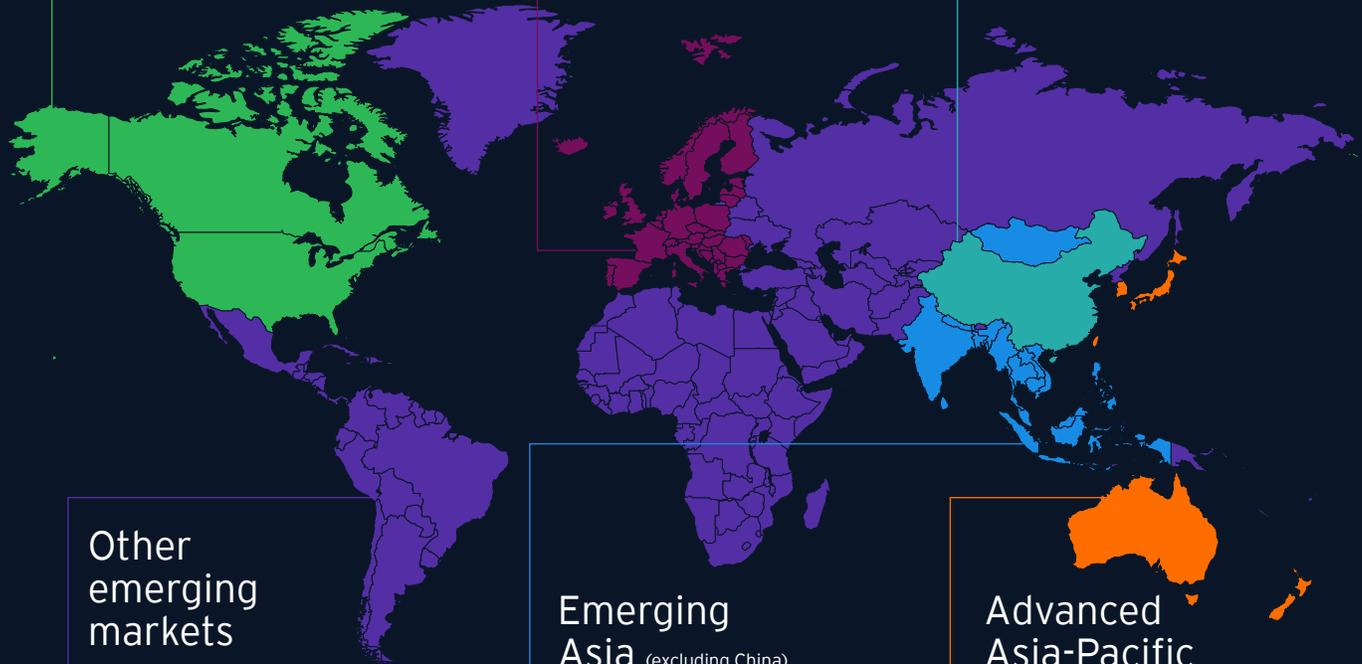 Other
emerging
markets
Emerging
Asia (excluding China)
Advanced
Asia-Pacific